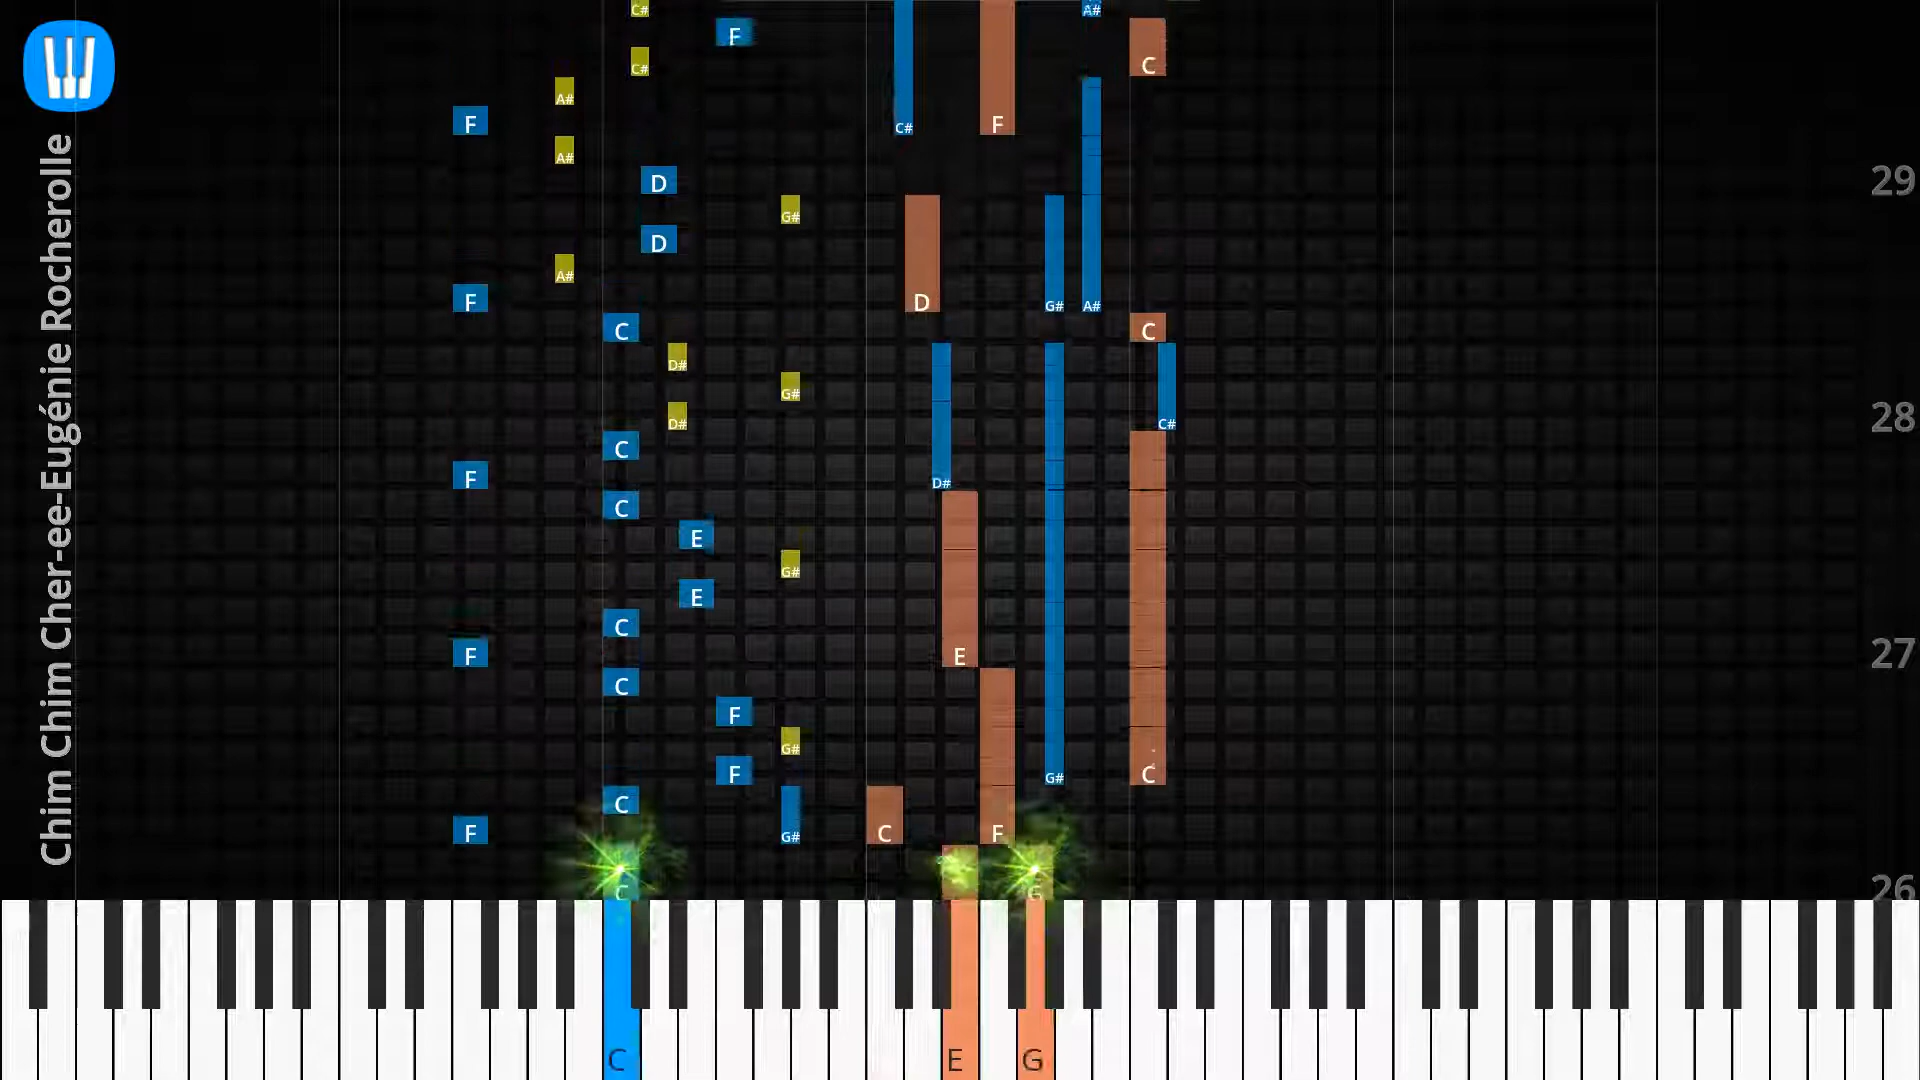 Chim Chim Cher-ee-Eugénie Rocherolle
C# A#
F
C# C
A#
F C# F
A#
D 29
G#
D
A#
F D G# A#
C C
D#
G#
D# C# 28
C
F D#
C
E
G#
E
C
F E 27
C
F
G#
F G# C
C
F G# C F
C G 26
C E G